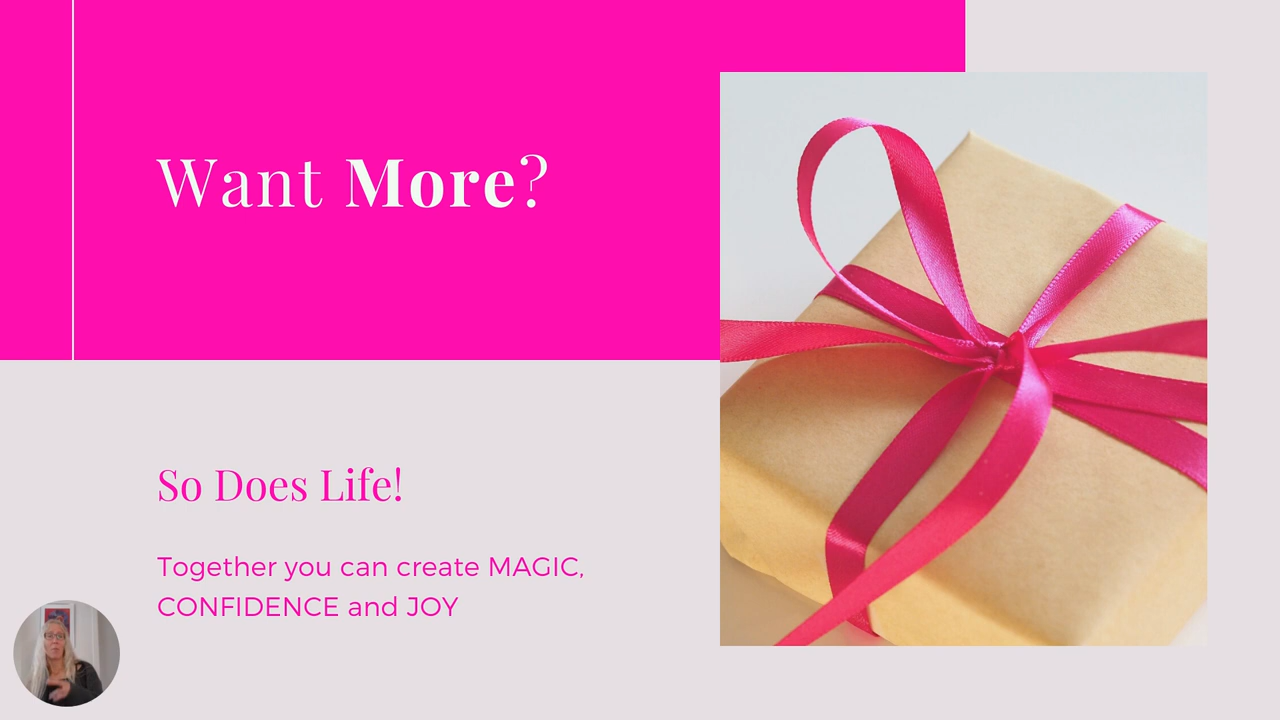 Want More?
So Does Life!
Together you can create MAGIC,
CONFIDENCE and JOY